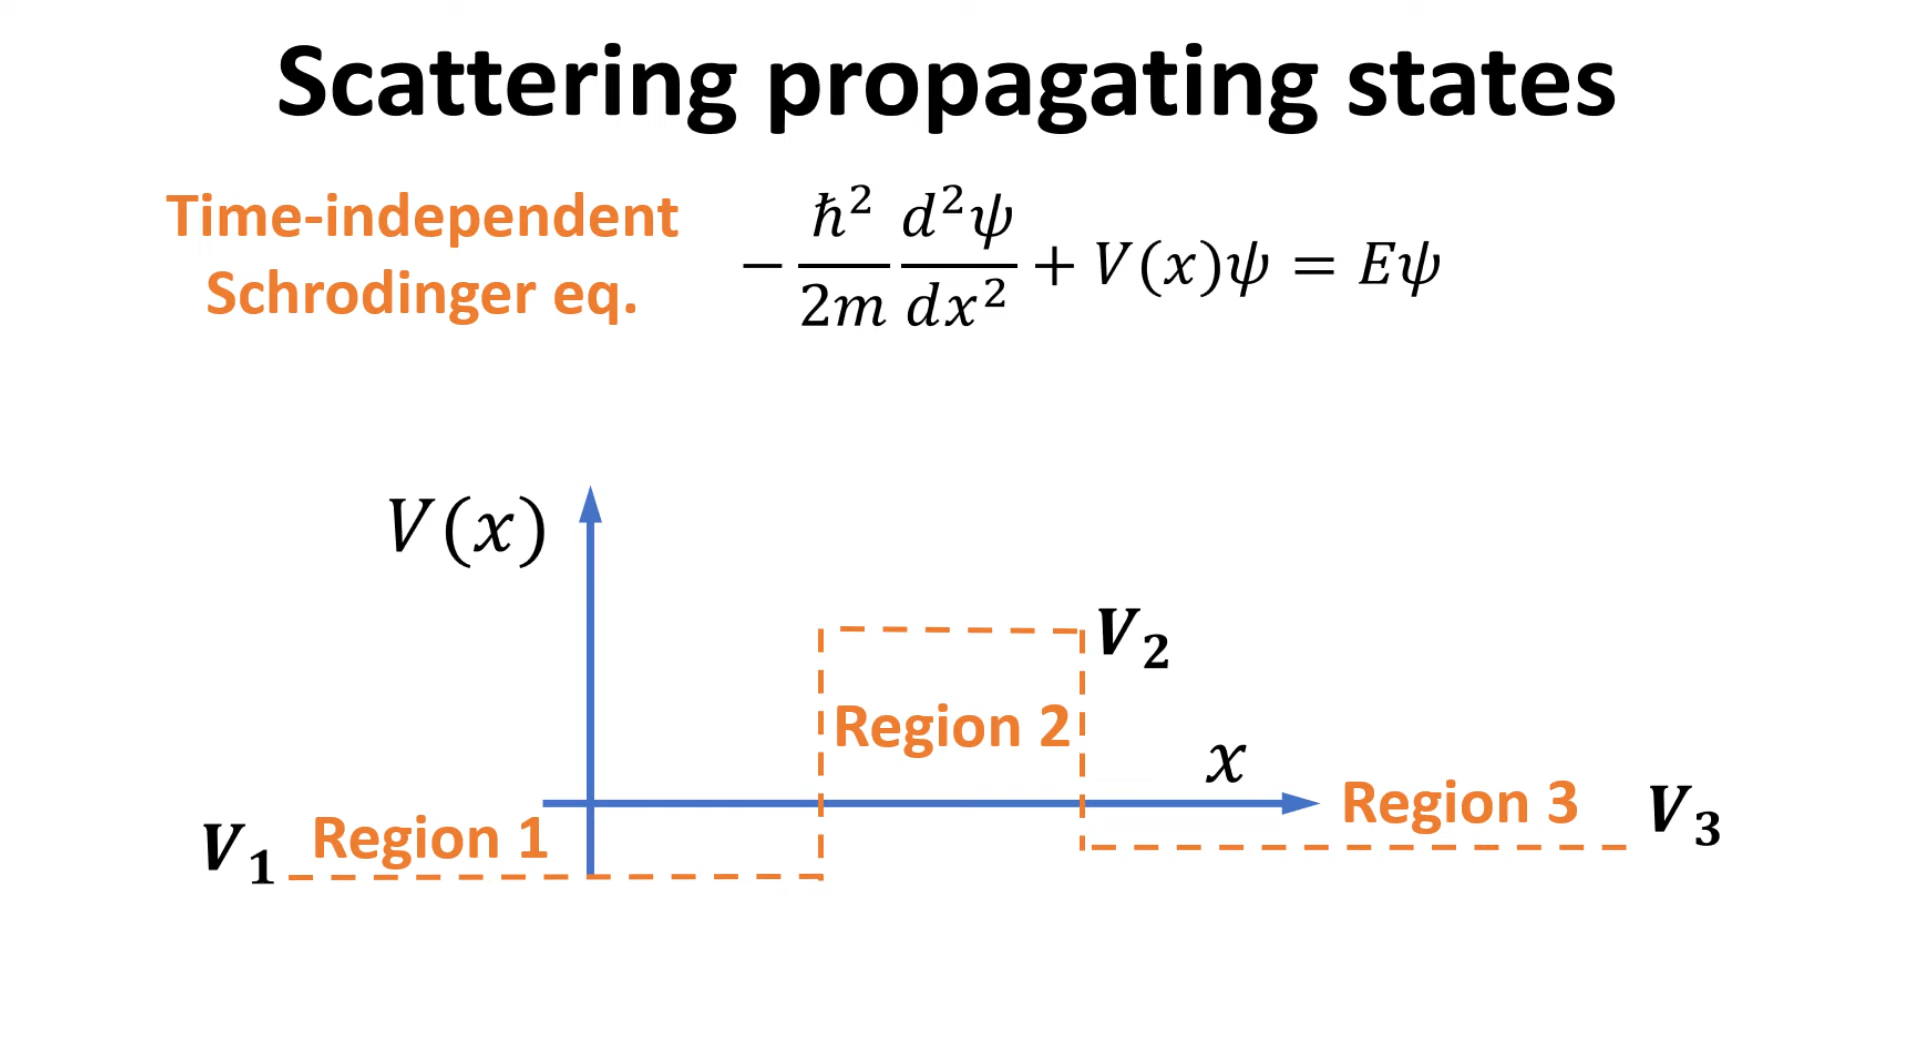 Scattering propagating states
Time-independent
Schrodinger eq.
−ℏ²/2m d²ψ/dx² + V(x)ψ = Eψ
V(x)
V₂
Region 2
x
Region 3
V₃
V₁
Region 1